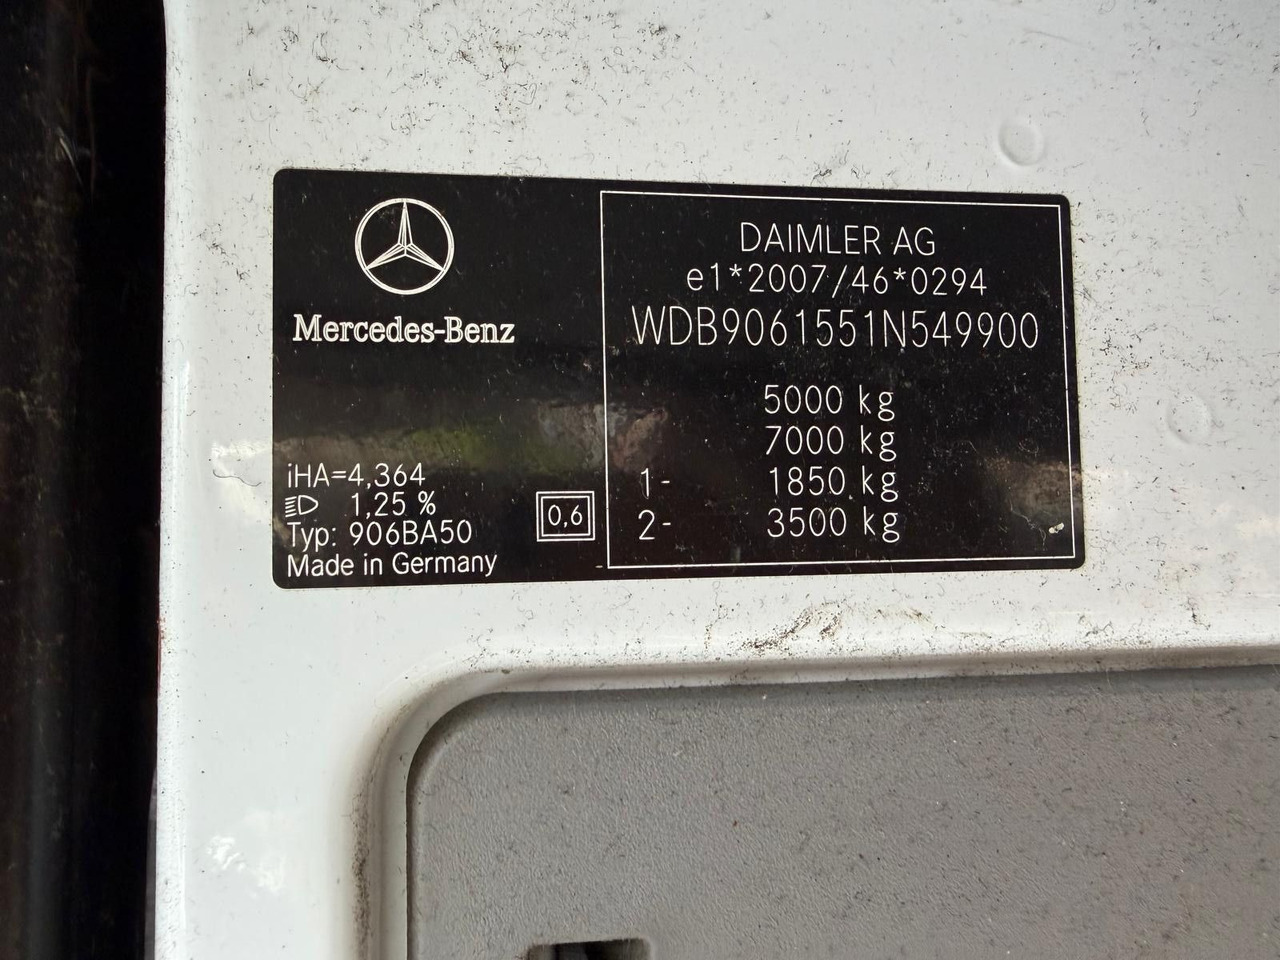 Mercedes-Benz
iHA=4,364
1,25 %
Typ: 906BA50
Made in Germany
0,6
DAIMLER AG
e1*2007/46*0294
WDB9061551N549900
5000 kg
7000 kg
1- 1850 kg
2- 3500 kg